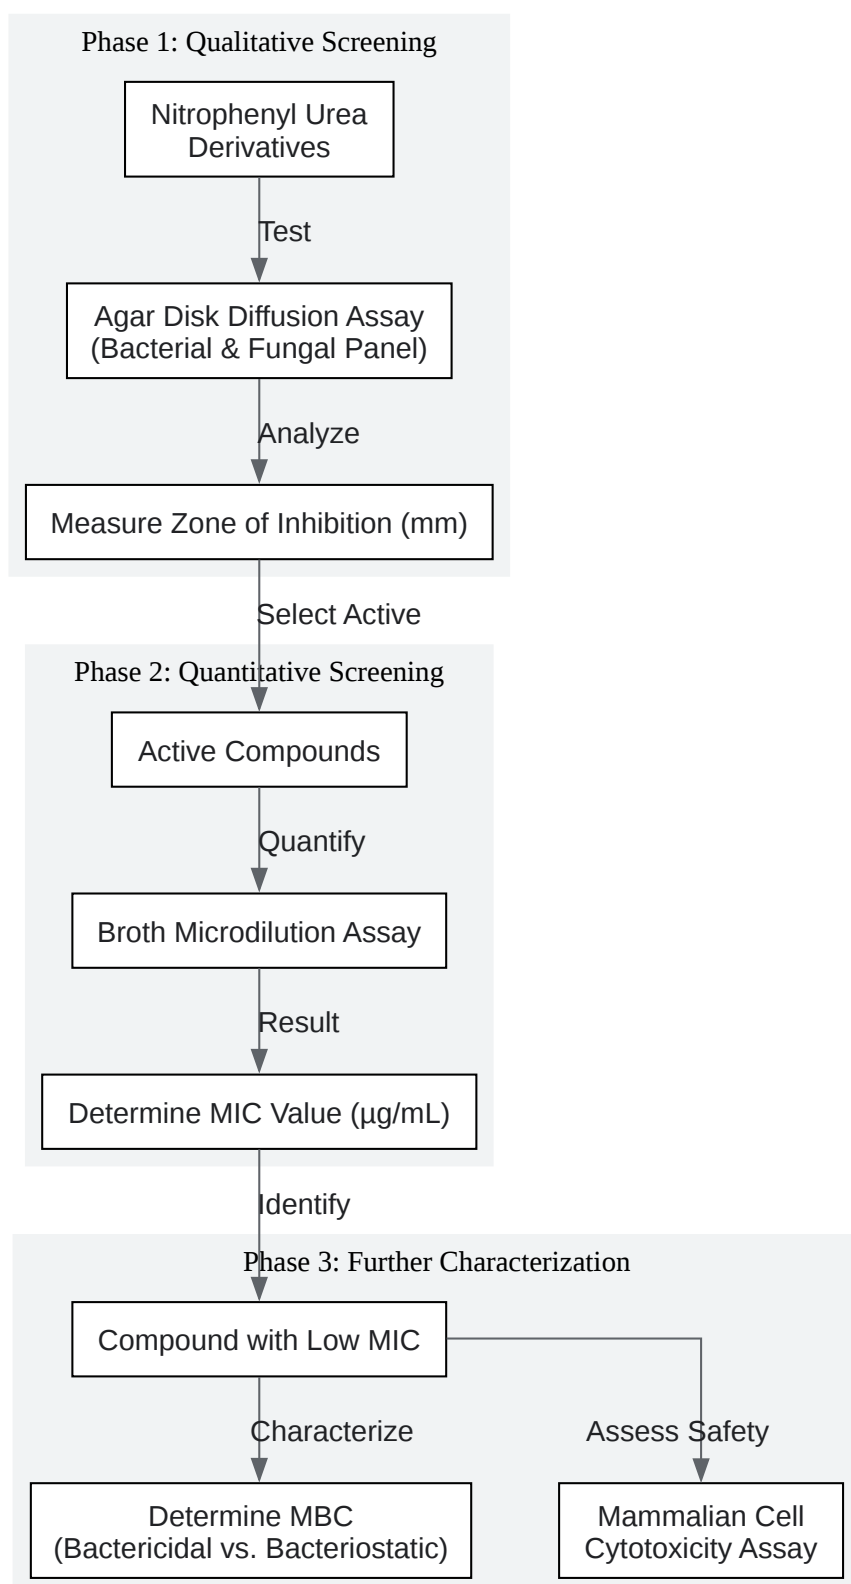 Phase 1: Qualitative Screening
Nitrophenyl Urea
Derivatives
Test
Agar Disk Diffusion Assay
(Bacterial & Fungal Panel)
Analyze
Measure Zone of Inhibition (mm)
Select Active
Phase 2: Quantitative Screening
Active Compounds
Quantify
Broth Microdilution Assay
Result
Determine MIC Value (µg/mL)
Identify
Phase 3: Further Characterization
Compound with Low MIC
Characterize
Assess Safety
Determine MBC
(Bactericidal vs. Bacteriostatic)
Mammalian Cell
Cytotoxicity Assay